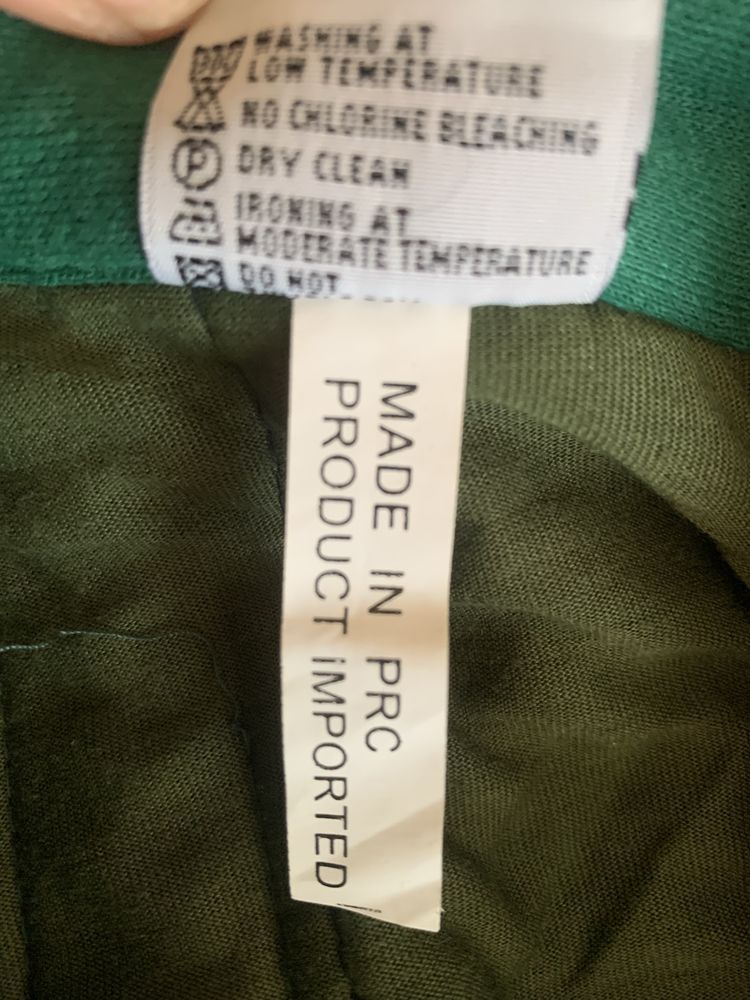 WASHING AT
LOW TEMPERATURE
NO CHLORINE BLEACHING
P
DRY CLEAN
IRONING AT
MODERATE TEMPERATURE
DO NOT
MADE IN PRC
PRODUCT iMPORTED